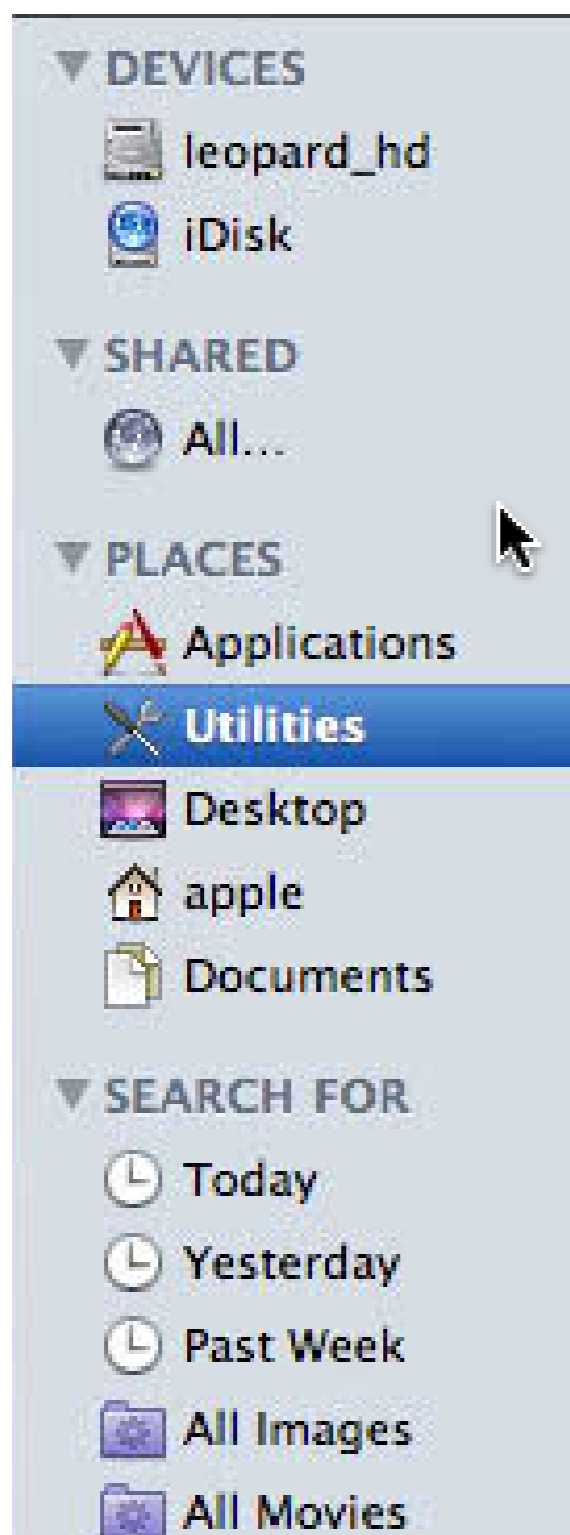 DEVICES
leopard_hd
iDisk
SHARED
All...
PLACES
Applications
Utilities
Desktop
apple
Documents
SEARCH FOR
Today
Yesterday
Past Week
All Images
All Movies